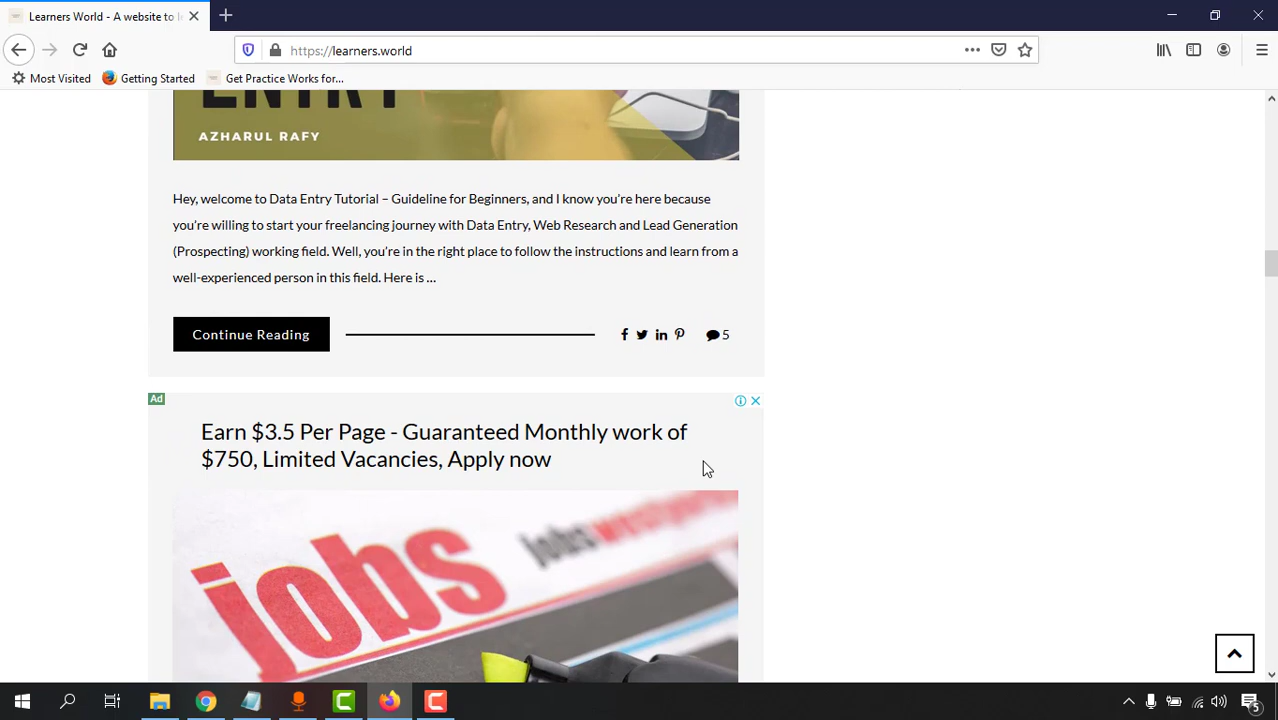 Learners World - A website to l
https://learners.world
Most Visited
Getting Started
Get Practice Works for...
ENTRY
AZHARUL RAFY
Hey, welcome to Data Entry Tutorial – Guideline for Beginners, and I know you're here because
you're willing to start your freelancing journey with Data Entry, Web Research and Lead Generation
(Prospecting) working field. Well, you're in the right place to follow the instructions and learn from a
well-experienced person in this field. Here is ...
Continue Reading
5
Ad
Earn $3.5 Per Page - Guaranteed Monthly work of
$750, Limited Vacancies, Apply now
jobs
jobs
5